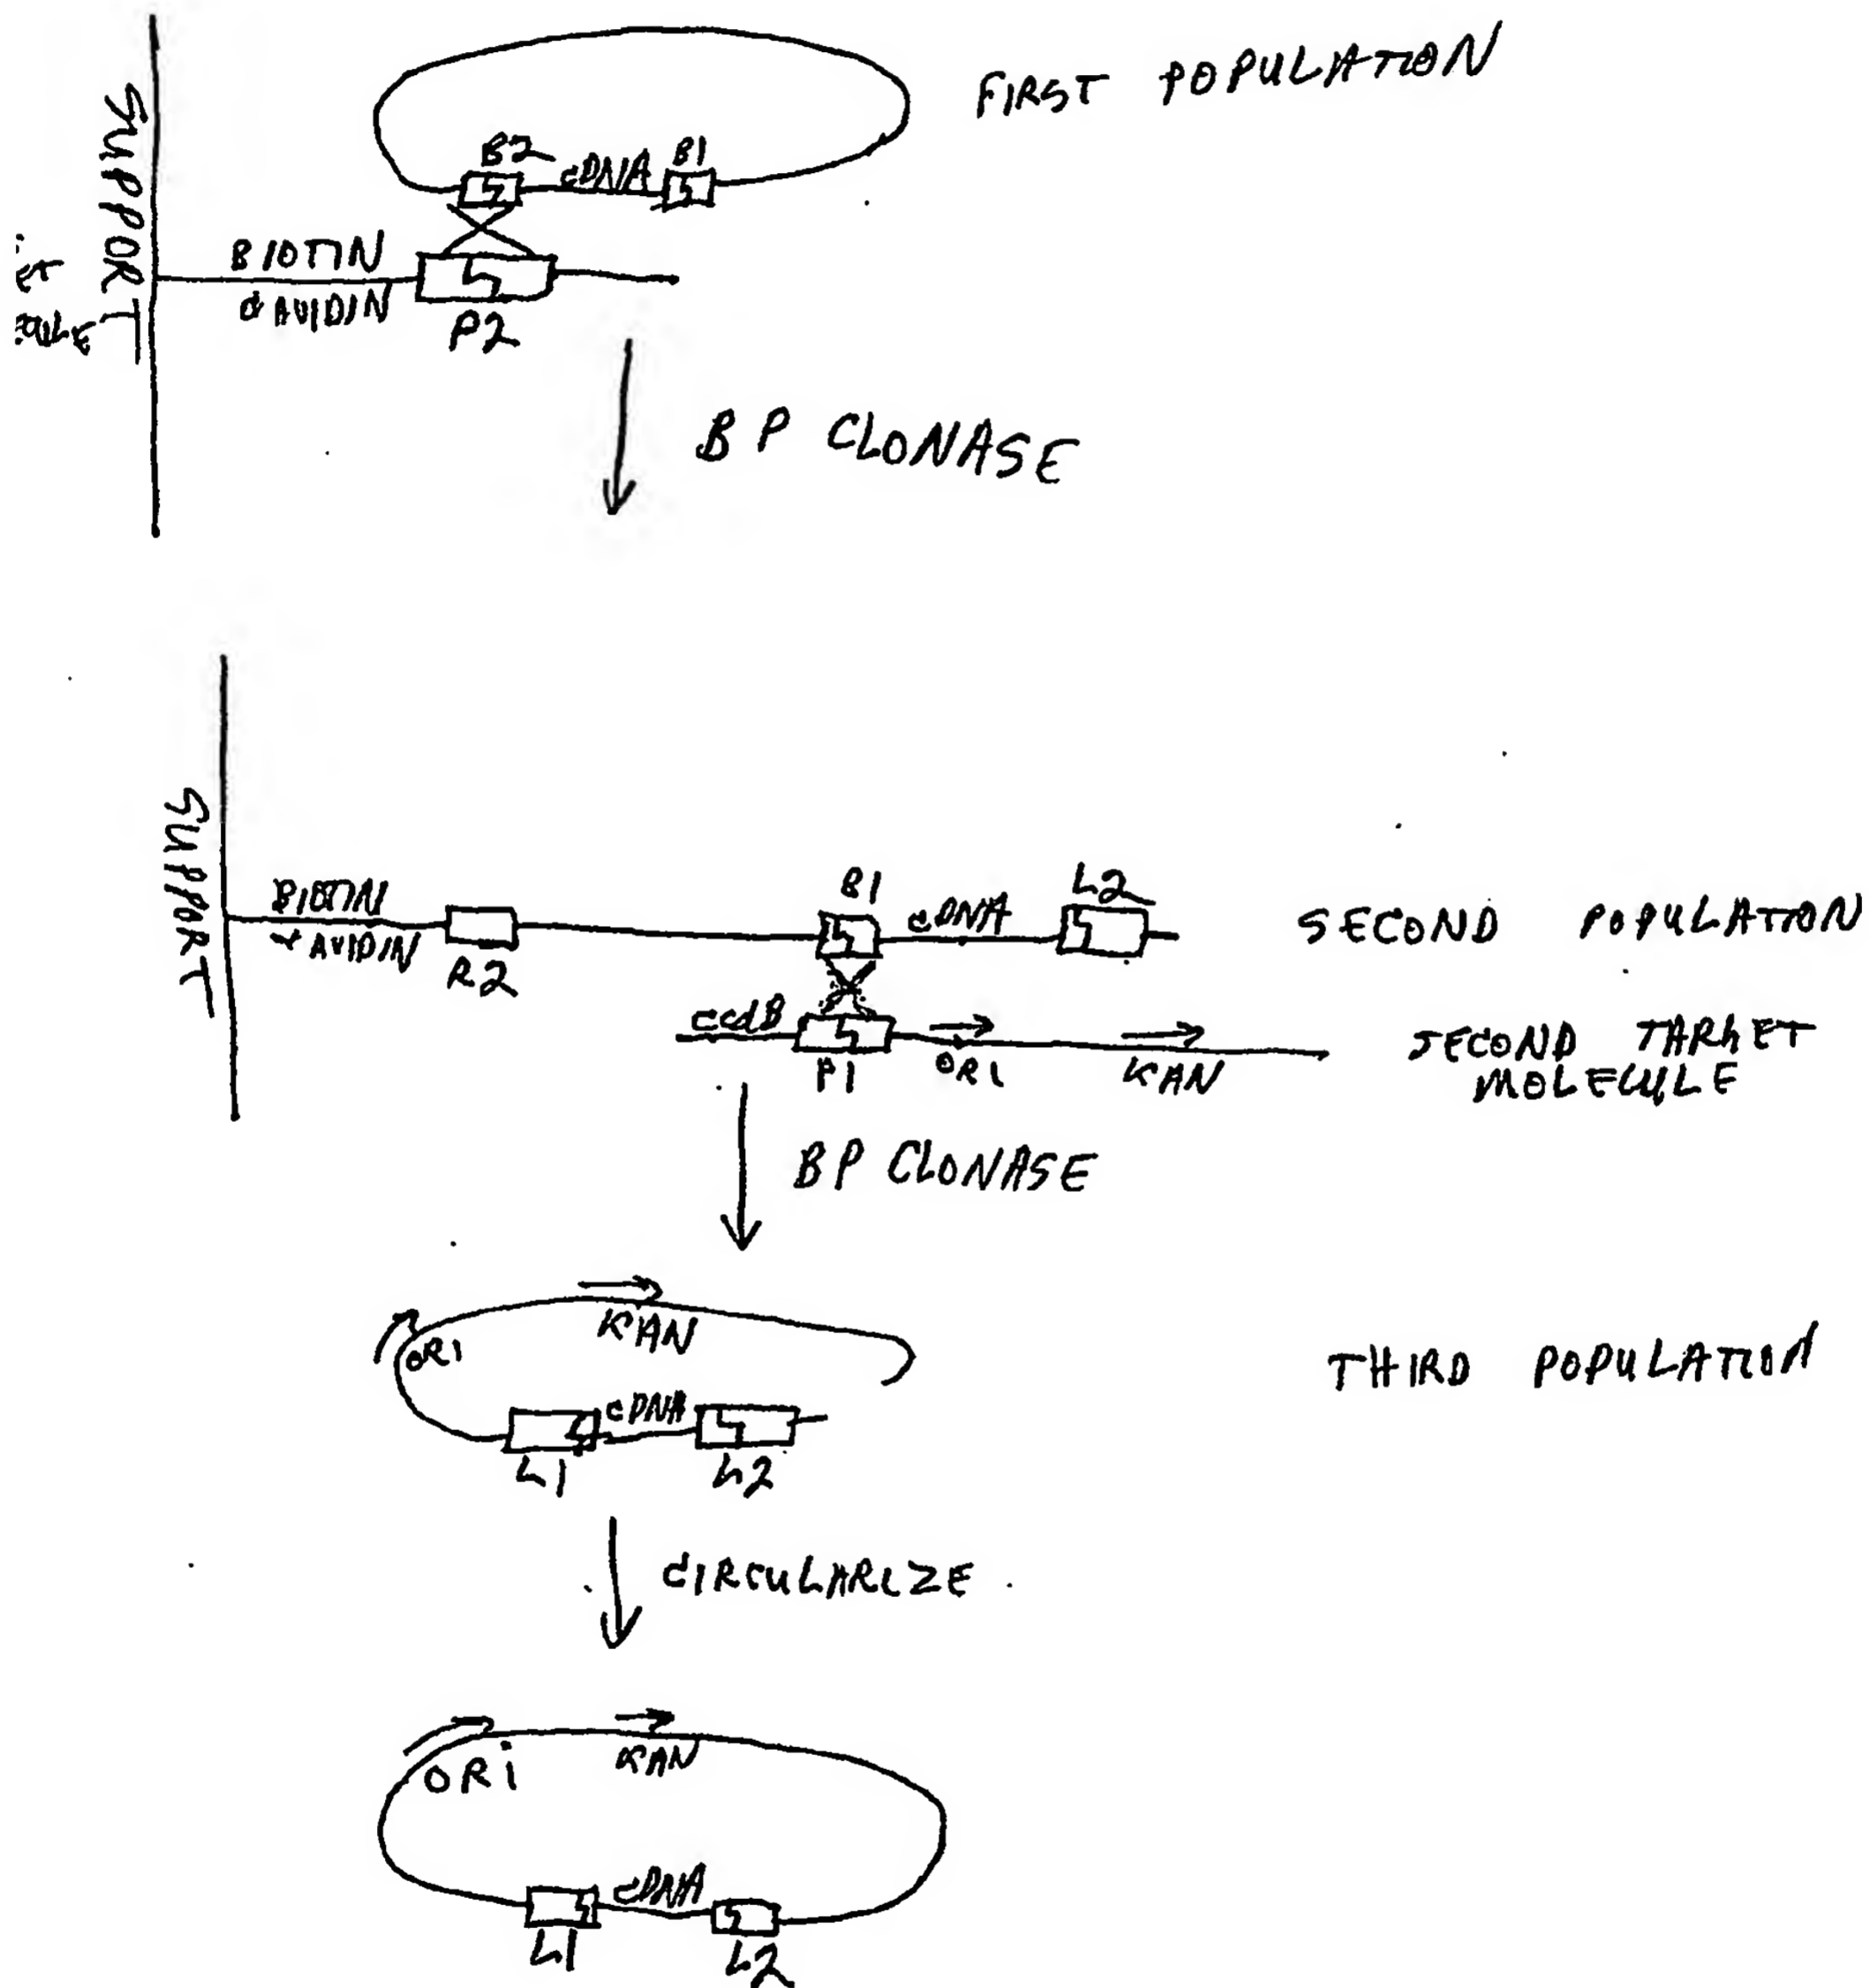 FIRST POPULATION
SUPPORT
B2 cDNA B1
BIOTIN
& AVIDIN
P2
BP CLONASE
SUPPORT
BIOTIN
& AVIDIN
R2
B1 cDNA L2
SECOND POPULATION
ccdB
P1 ORI KAN
SECOND TARGET
MOLECULE
BP CLONASE
KAN
ORI
THIRD POPULATION
cDNA
L1 L2
CIRCULARIZE
ORi KAN
cDNA
L1 L2